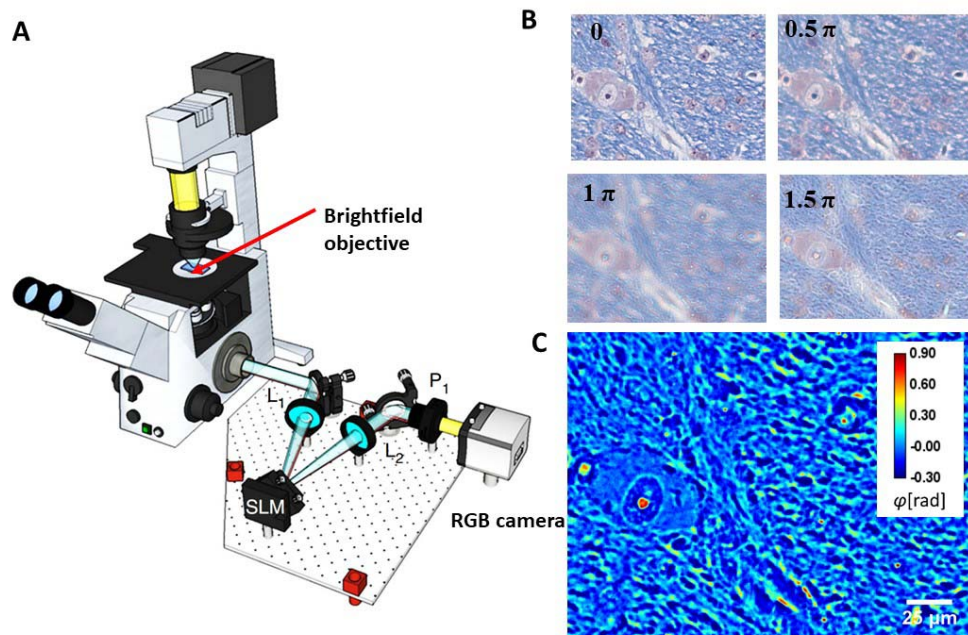 A
Brightfield
objective
L1
P1
L2
SLM
RGB camera
B
0
0.5 π
1 π
1.5 π
C
0.90
0.60
0.30
-0.00
-0.30
φ[rad]
25 μm